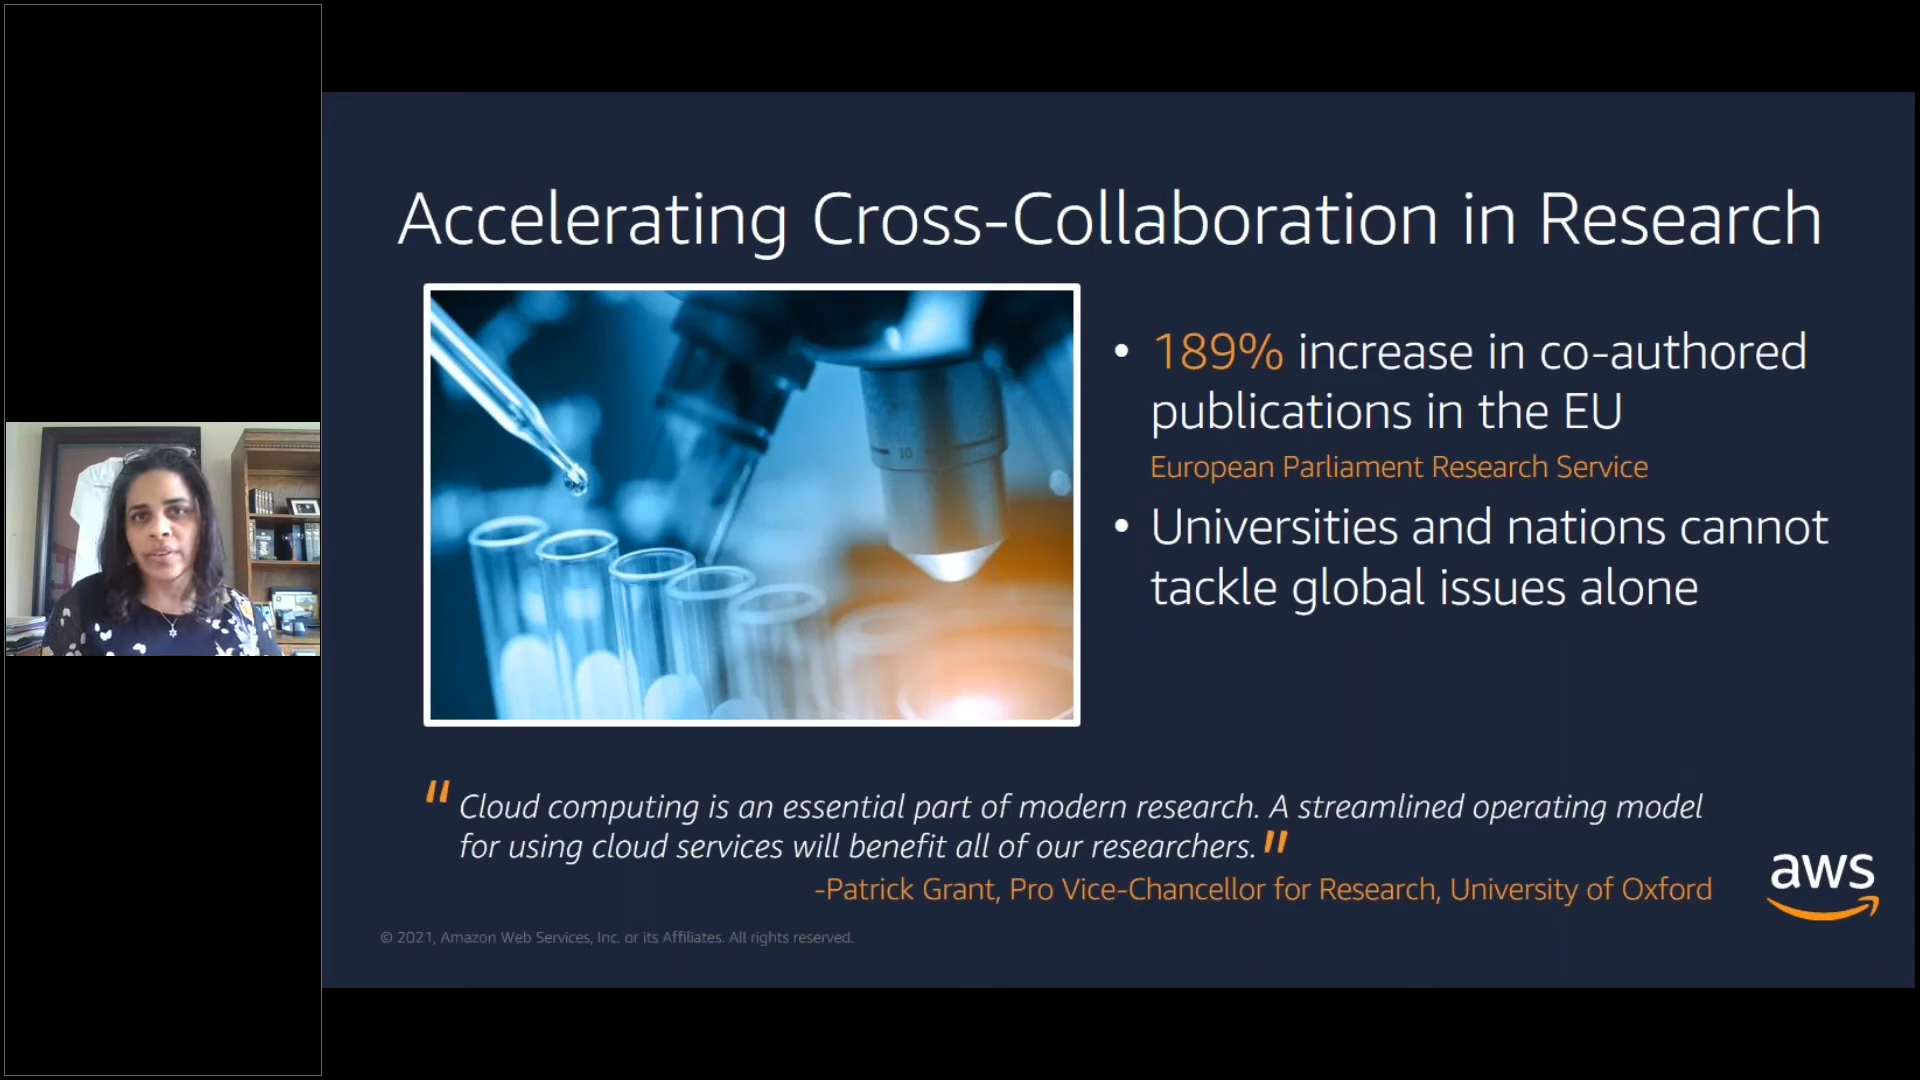 Accelerating Cross-Collaboration in Research
10
• 189% increase in co-authored
publications in the EU
European Parliament Research Service
• Universities and nations cannot
tackle global issues alone
" Cloud computing is an essential part of modern research. A streamlined operating model
for using cloud services will benefit all of our researchers. "
-Patrick Grant, Pro Vice-Chancellor for Research, University of Oxford
aws
© 2021, Amazon Web Services, Inc. or its Affiliates. All rights reserved.